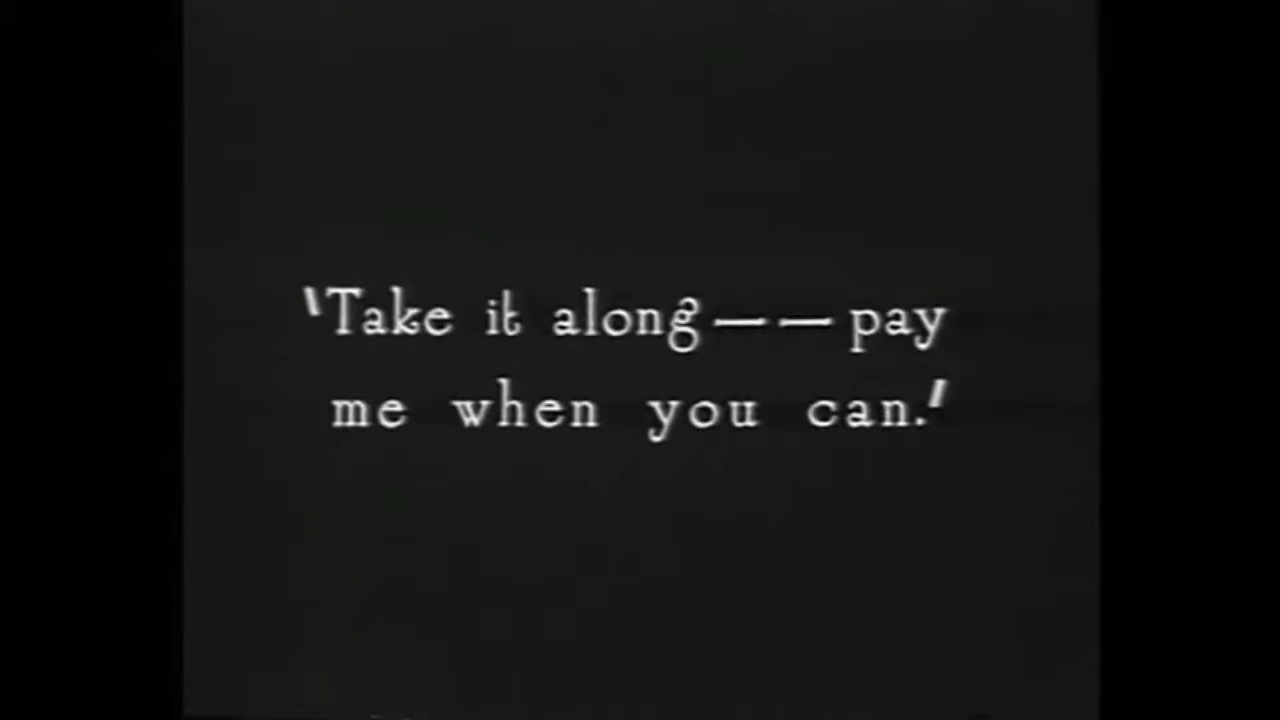 'Take it along — — pay
me when you can.'